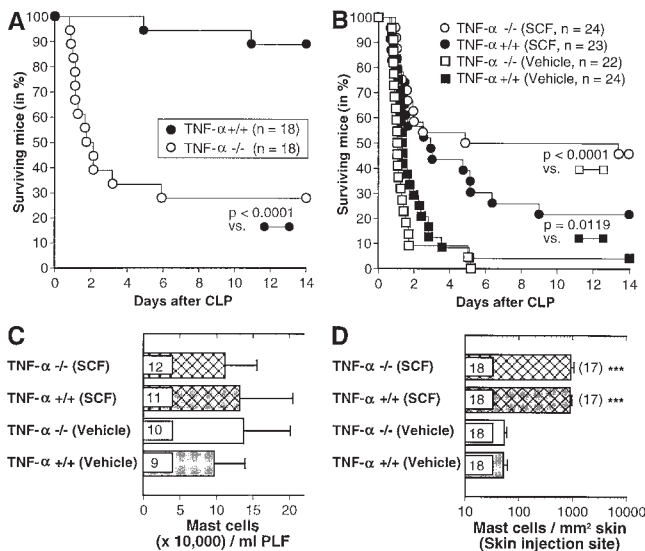 A
Surviving mice (in %)
100
90
80
70
60
50
40
30
20
10
0
TNF-α+/+ (n = 18)
TNF-α -/- (n = 18)
p < 0.0001
vs.
0 2 4 6 8 10 12 14
Days after CLP
B
Surviving mice (in %)
100
90
80
70
60
50
40
30
20
10
0
TNF-α -/- (SCF, n = 24)
TNF-α +/+ (SCF, n = 23)
TNF-α -/- (Vehicle, n = 22)
TNF-α +/+ (Vehicle, n = 24)
p < 0.0001
vs.
p = 0.0119
vs.
0 2 4 6 8 10 12 14
Days after CLP
C
TNF-α -/- (SCF) 12
TNF-α +/+ (SCF) 11
TNF-α -/- (Vehicle) 10
TNF-α +/+ (Vehicle) 9
0 5 10 15 20
Mast cells
(x 10,000) / ml PLF
D
TNF-α -/- (SCF) 18 (17) ***
TNF-α +/+ (SCF) 18 (17) ***
TNF-α -/- (Vehicle) 18
TNF-α +/+ (Vehicle) 18
10 100 1000 10000
Mast cells / mm² skin
(Skin injection site)